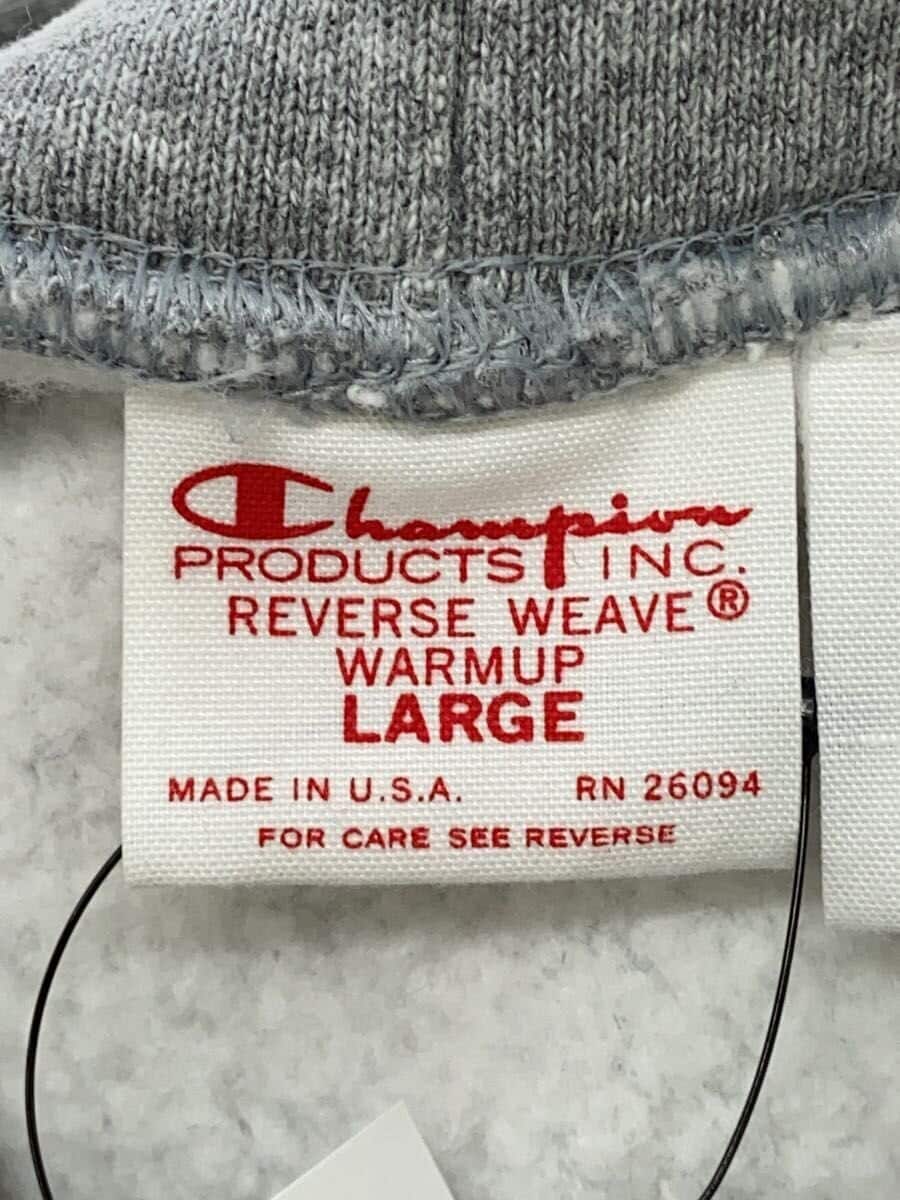 Champion
PRODUCTS INC.
REVERSE WEAVE®
WARMUP
LARGE
MADE IN U.S.A. RN 26094
FOR CARE SEE REVERSE